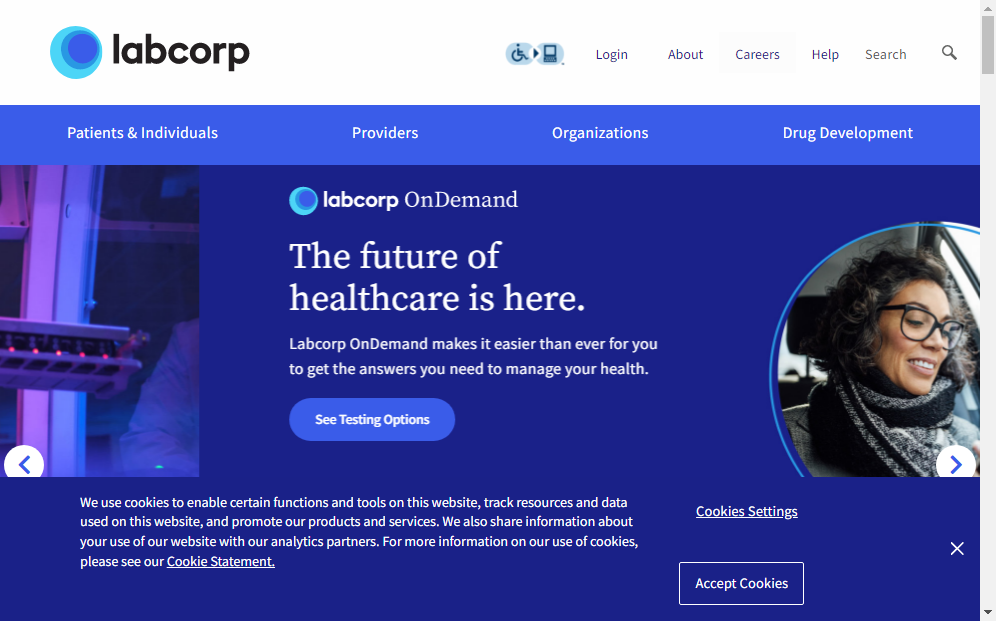 labcorp
Login
About
Careers
Help
Search
Patients & Individuals
Providers
Organizations
Drug Development
labcorp OnDemand
The future of
healthcare is here.
Labcorp OnDemand makes it easier than ever for you
to get the answers you need to manage your health.
See Testing Options
We use cookies to enable certain functions and tools on this website, track resources and data
used on this website, and promote our products and services. We also share information about
your use of our website with our analytics partners. For more information on our use of cookies,
please see our Cookie Statement.
Cookies Settings
Accept Cookies